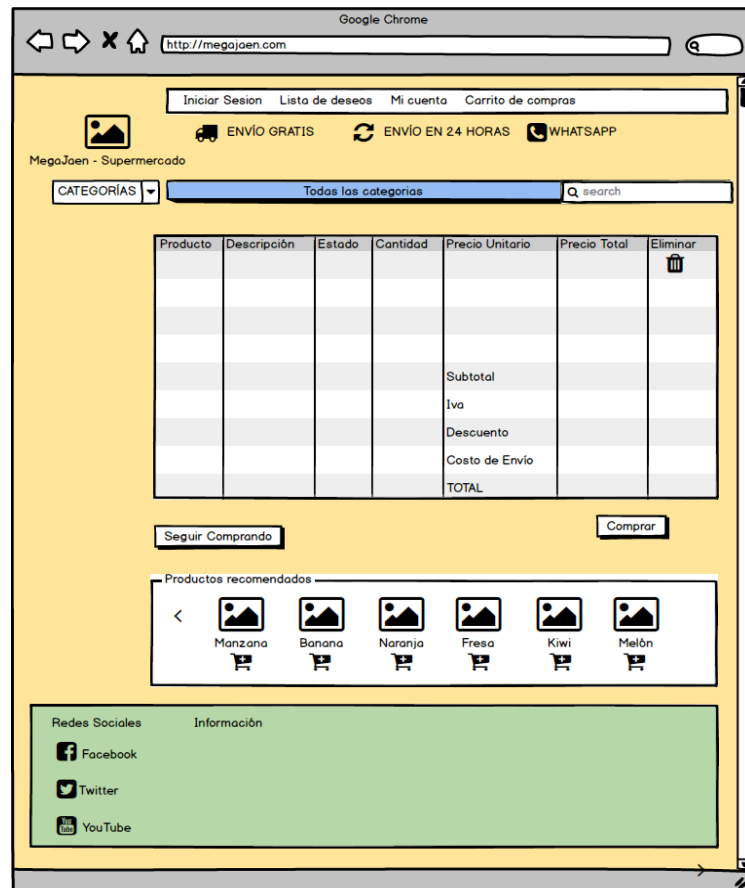 Google Chrome
http://megajaen.com
Iniciar Sesion Lista de deseos Mi cuenta Carrito de compras
ENVÍO GRATIS ENVÍO EN 24 HORAS WHATSAPP
MegaJaen - Supermercado
CATEGORÍAS Todas las categorias search
Producto Descripción Estado Cantidad Precio Unitario Precio Total Eliminar
Subtotal
Iva
Descuento
Costo de Envío
TOTAL
Seguir Comprando Comprar
Productos recomendados
Manzana Banana Naranja Fresa Kiwi Melón
Redes Sociales Información
Facebook
Twitter
You Tube YouTube